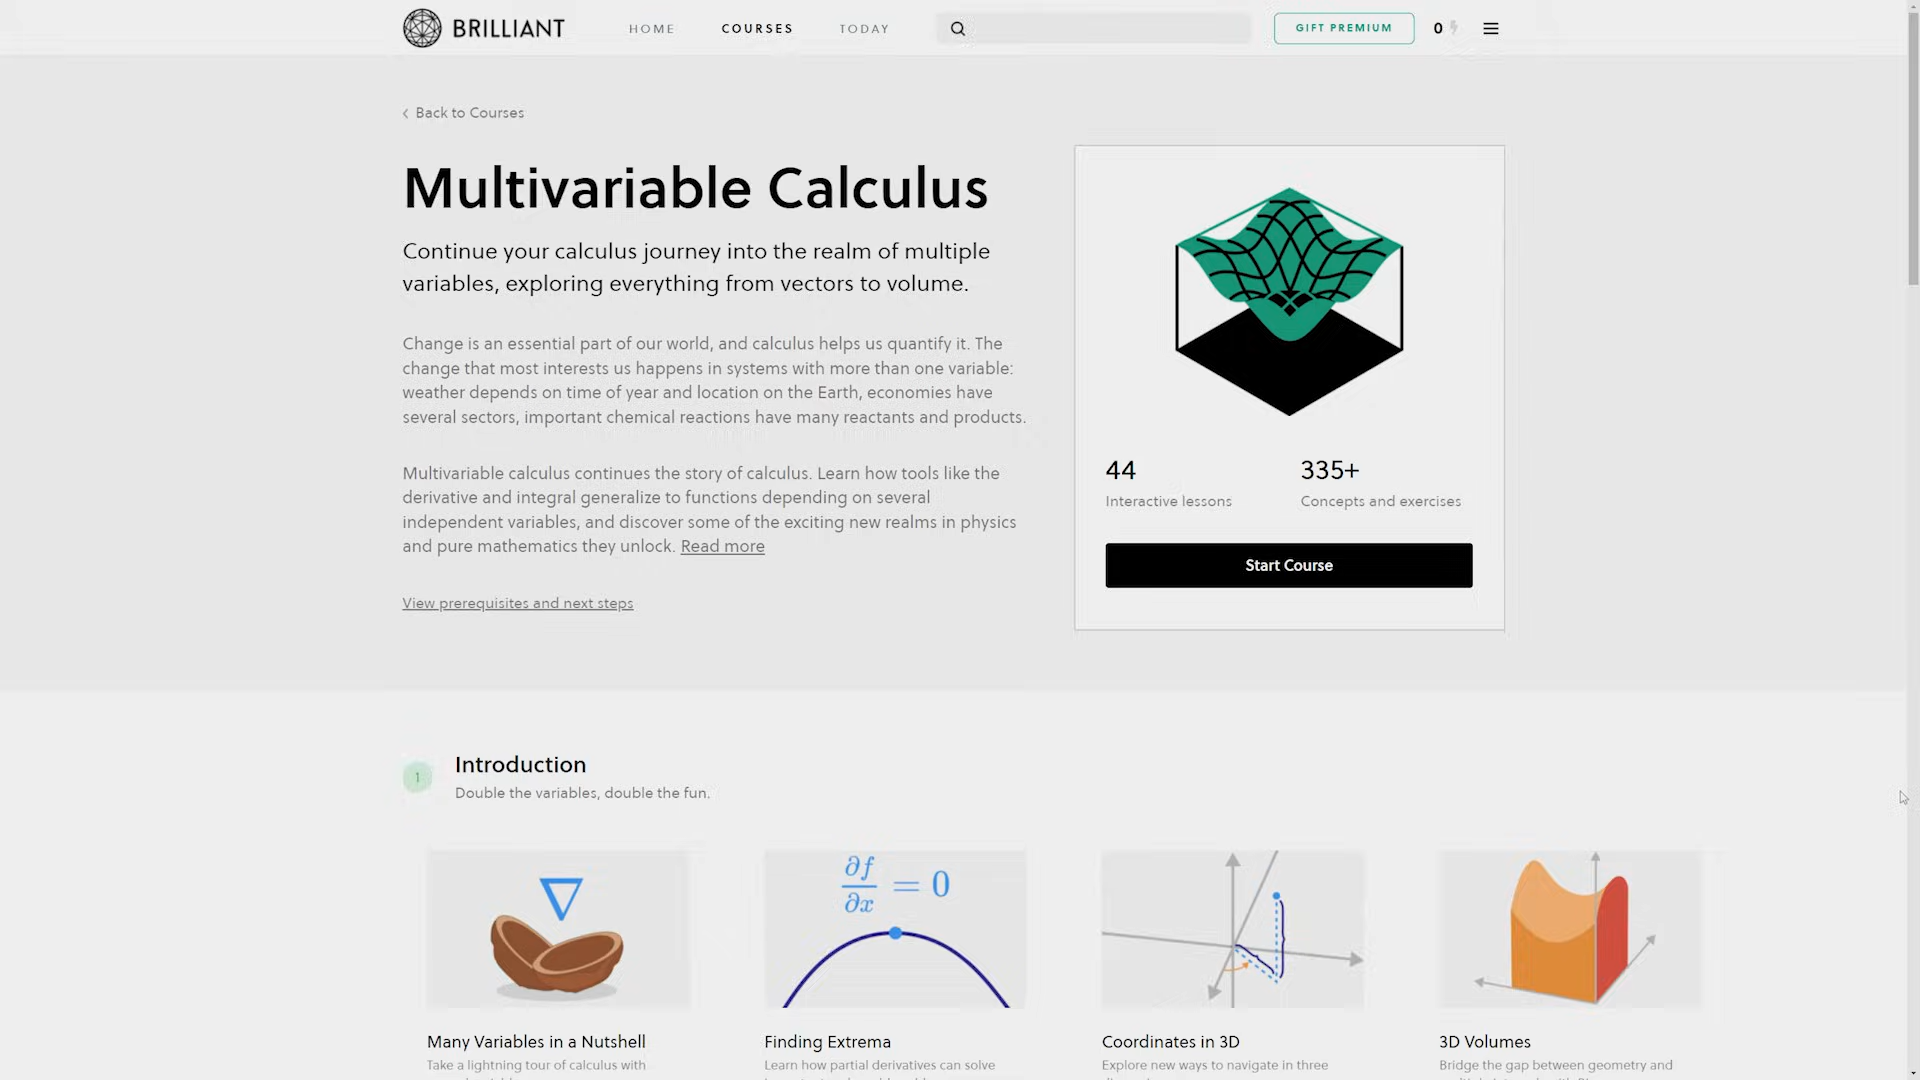 BRILLIANT
HOME
COURSES
TODAY
GIFT PREMIUM
0
Back to Courses
Multivariable Calculus
Continue your calculus journey into the realm of multiple
variables, exploring everything from vectors to volume.
Change is an essential part of our world, and calculus helps us quantify it. The
change that most interests us happens in systems with more than one variable:
weather depends on time of year and location on the Earth, economies have
several sectors, important chemical reactions have many reactants and products.
Multivariable calculus continues the story of calculus. Learn how tools like the
derivative and integral generalize to functions depending on several
independent variables, and discover some of the exciting new realms in physics
and pure mathematics they unlock. Read more
View prerequisites and next steps
44
Interactive lessons
335+
Concepts and exercises
Start Course
1
Introduction
Double the variables, double the fun.
∇
∂f/∂x = 0
Many Variables in a Nutshell
Take a lightning tour of calculus with
Finding Extrema
Learn how partial derivatives can solve
Coordinates in 3D
Explore new ways to navigate in three
3D Volumes
Bridge the gap between geometry and